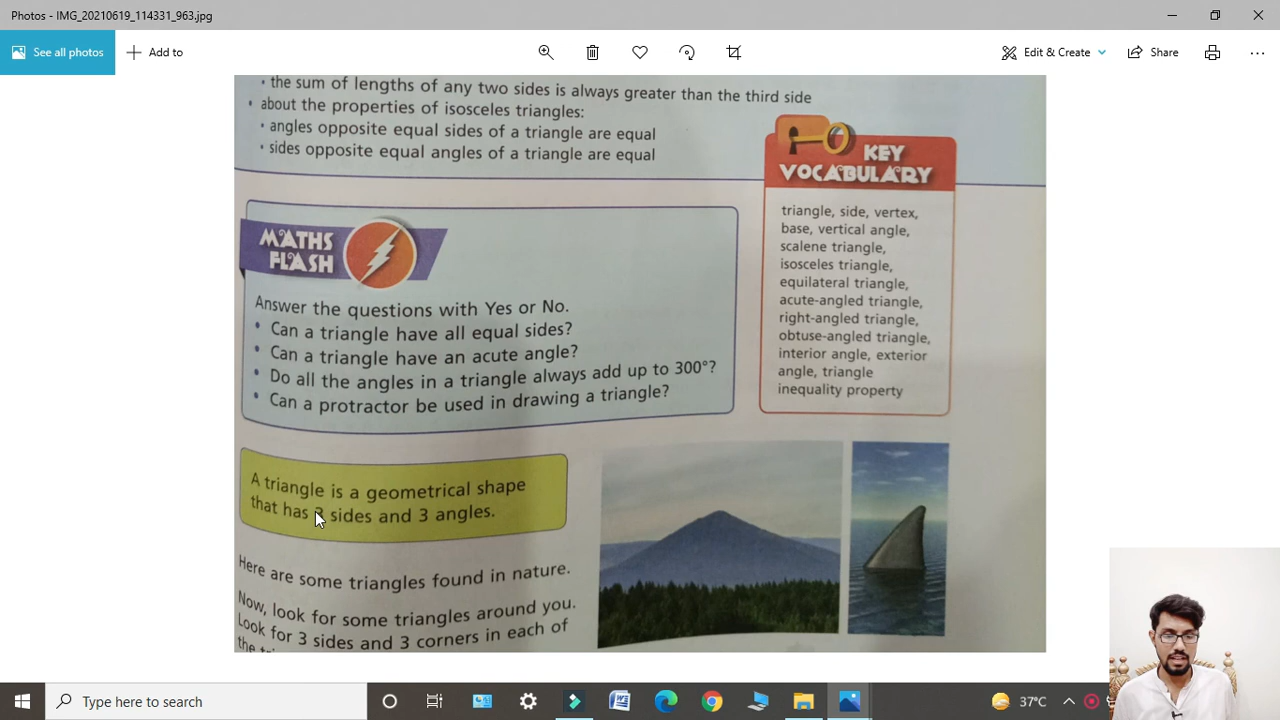 Photos - IMG_20210619_114331_963.jpg
See all photos
Add to
Edit & Create
Share
• the sum of lengths of any two sides is always greater than the third side
• about the properties of isosceles triangles:
• angles opposite equal sides of a triangle are equal
• sides opposite equal angles of a triangle are equal
KEY
VOCABULARY
triangle, side, vertex,
base, vertical angle,
scalene triangle,
isosceles triangle,
equilateral triangle,
acute-angled triangle,
right-angled triangle,
obtuse-angled triangle,
interior angle, exterior
angle, triangle
inequality property
MATHS
FLASH
Answer the questions with Yes or No.
• Can a triangle have all equal sides?
• Can a triangle have an acute angle?
• Do all the angles in a triangle always add up to 300°?
• Can a protractor be used in drawing a triangle?
A triangle is a geometrical shape
that has 3 sides and 3 angles.
Here are some triangles found in nature.
Now, look for some triangles around you.
Look for 3 sides and 3 corners in each of
the
Type here to search
37°C